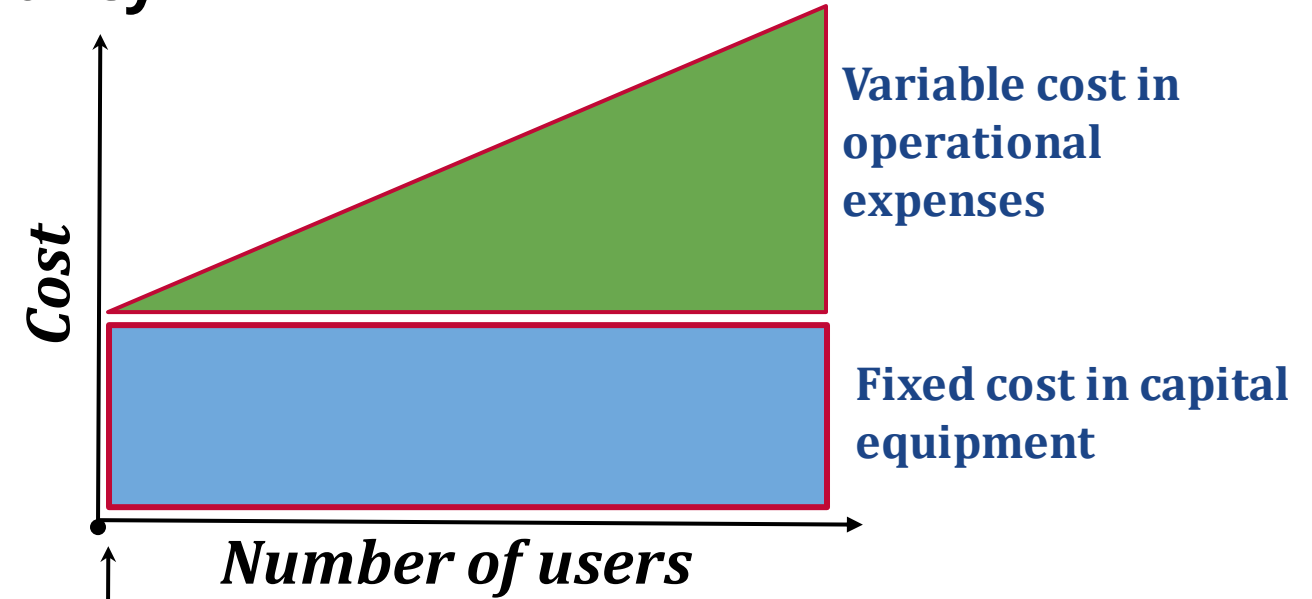 Cost
Variable cost in
operational
expenses
Fixed cost in capital
equipment
Number of users